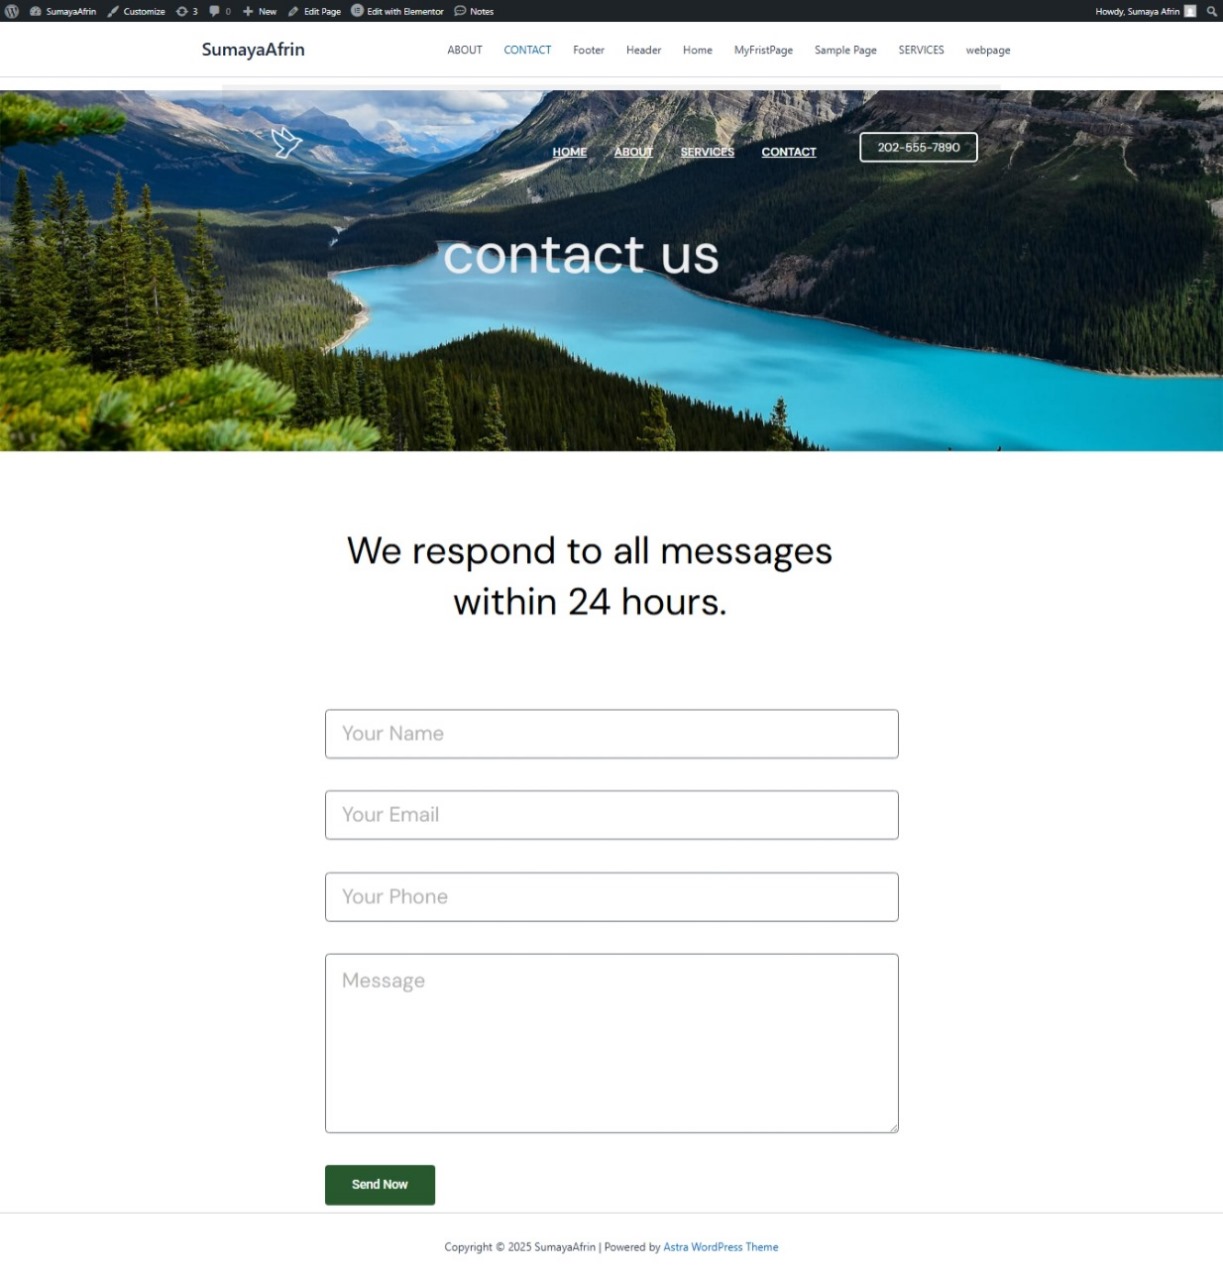 SumayaAfrin Customize 3 0 New Edit Page Edit with Elementor Notes Howdy, Sumaya Afrin
SumayaAfrin ABOUT CONTACT Footer Header Home MyFristPage Sample Page SERVICES webpage
HOME ABOUT SERVICES CONTACT 202-555-7890
contact us
We respond to all messages
within 24 hours.
Your Name
Your Email
Your Phone
Message
Send Now
Copyright © 2025 SumayaAfrin | Powered by Astra WordPress Theme